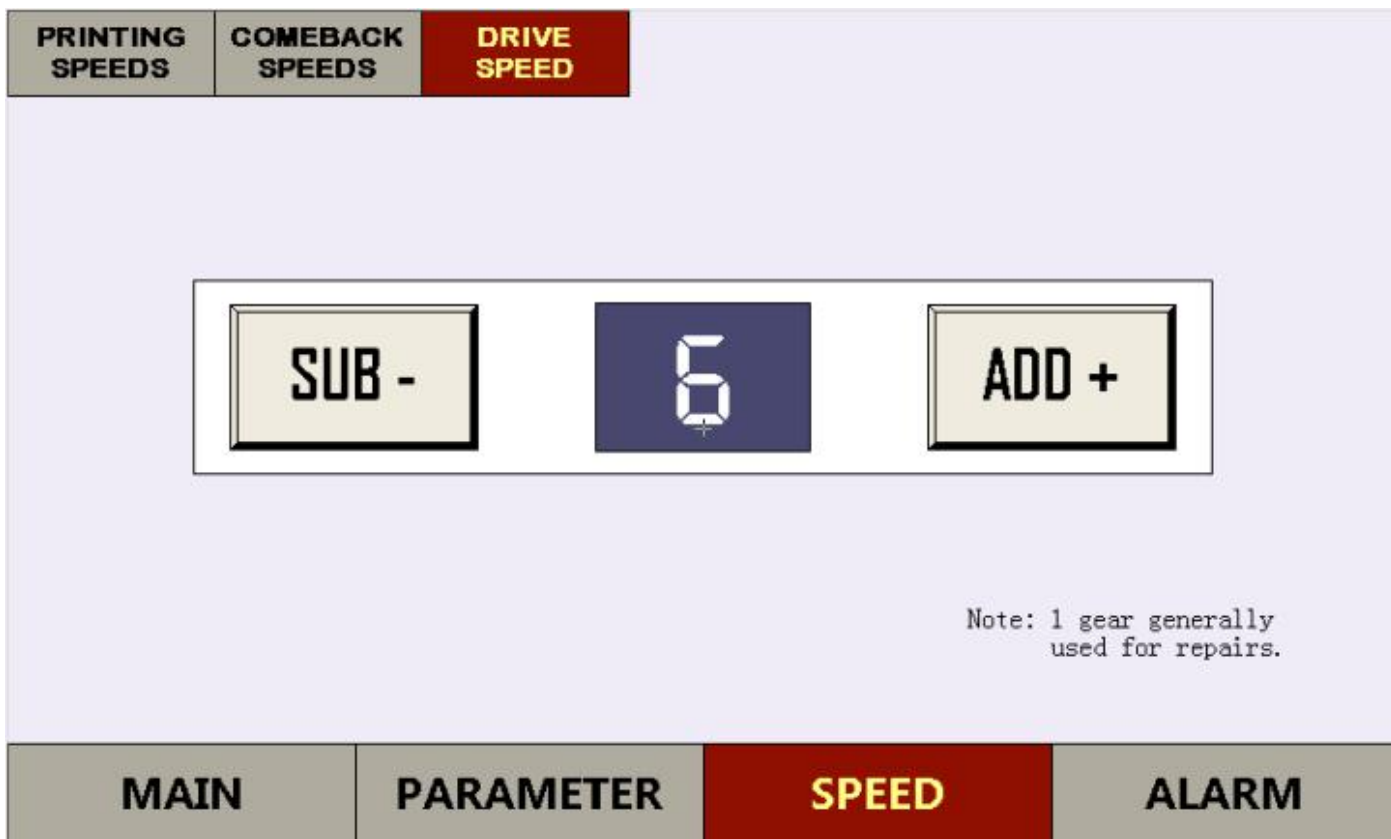 PRINTING
SPEEDS
COMEBACK
SPEEDS
DRIVE
SPEED
SUB -
6
ADD +
Note: 1 gear generally
used for repairs.
MAIN
PARAMETER
SPEED
ALARM